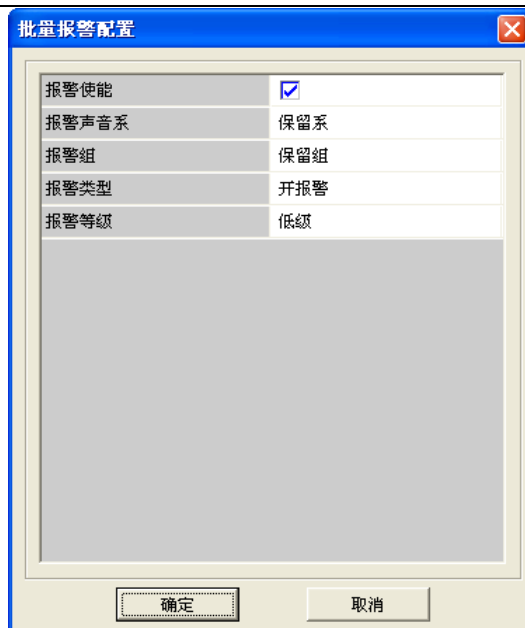 批量报警配置
报警使能
报警声音系 保留系
报警组 保留组
报警类型 开报警
报警等级 低级
确定 取消